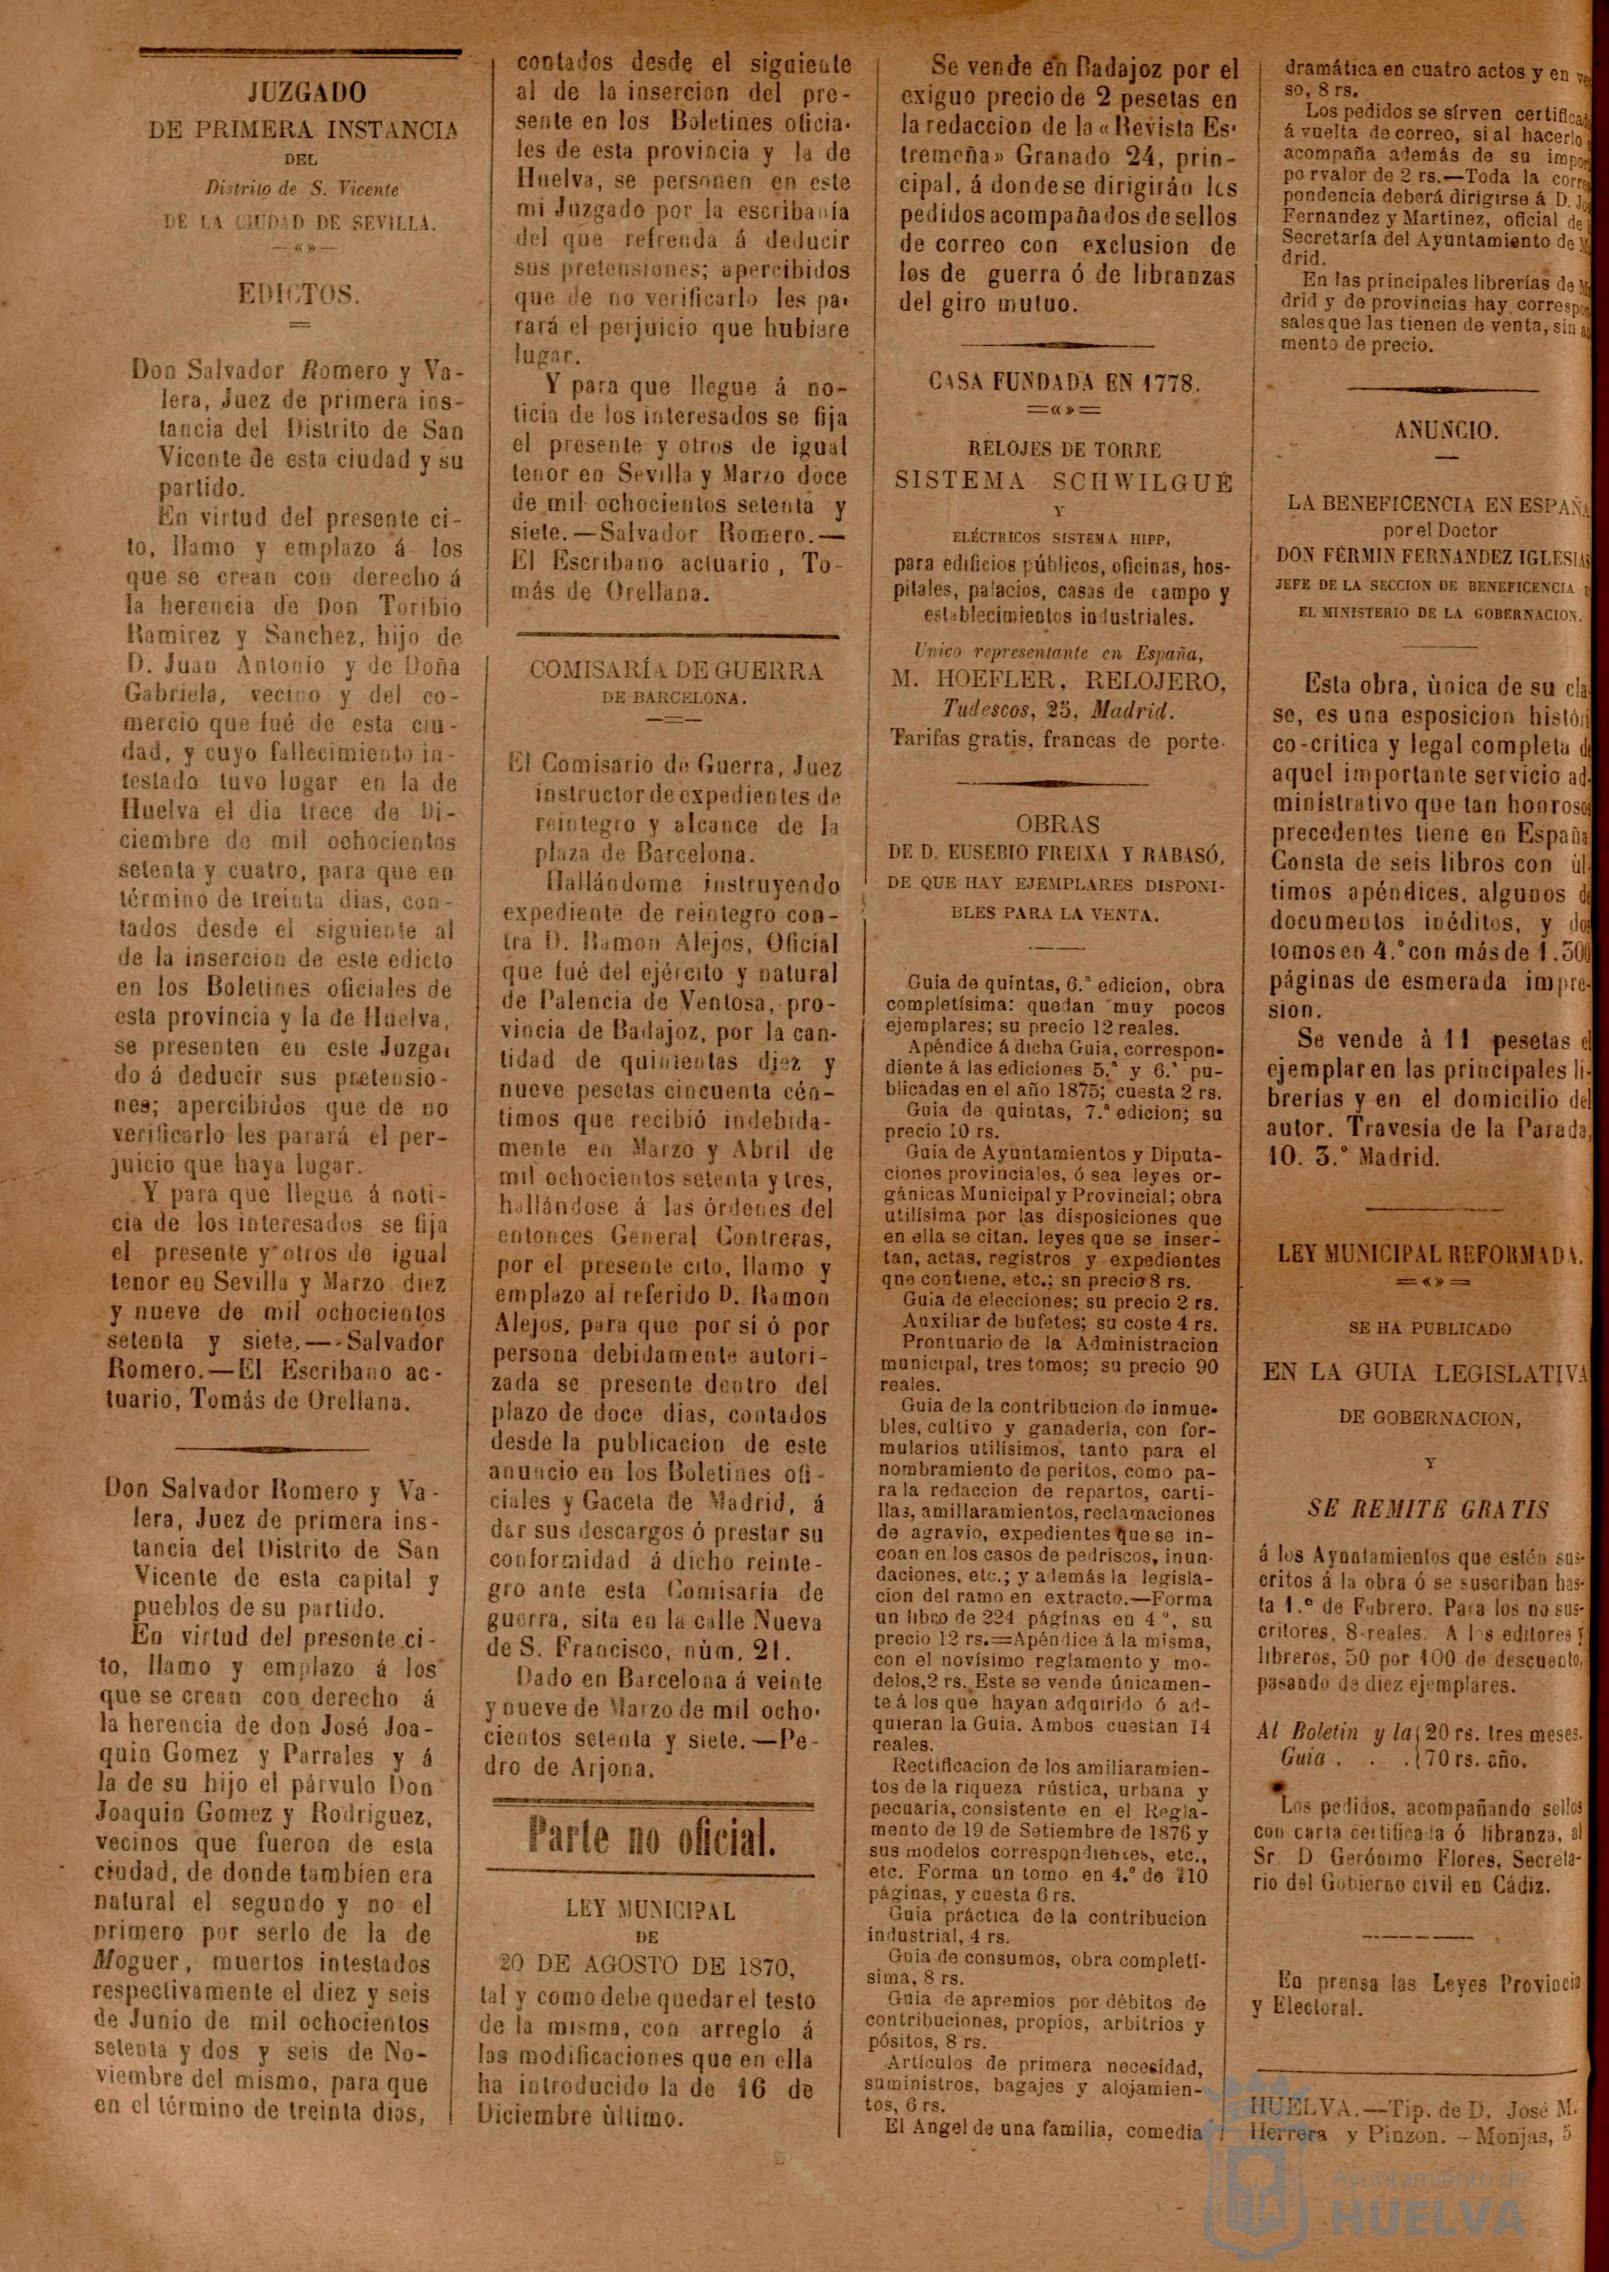 JUZGADO
DE PRIMERA INSTANCIA
DEL
Distrito de S. Vicente
DE LA CIUDAD DE SEVILLA.
—«»—
EDICTOS.
Don Salvador Romero y Va-
lera, Juez de primera ins-
tancia del Distrito de San
Vicente de esta ciudad y su
partido.
En virtud del presente ci-
to, llamo y emplazo á los
que se crean con derecho á
la herencia de Don Toribio
Ramirez y Sanchez, hijo de
D. Juan Antonio y de Doña
Gabriela, vecino y del co-
mercio que fué de esta ciu-
dad, y cuyo fallecimiento in-
testado tuvo lugar en la de
Huelva el dia trece de Di-
ciembre de mil ochocientos
setenta y cuatro, para que en
término de treinta dias, con-
tados desde el siguiente al
de la insercion de este edicto
en los Boletines oficiales de
esta provincia y la de Huelva,
se presenten en este Juzga-
do á deducir sus pretensio-
nes; apercibidos que de no
verificarlo les parará el per-
juicio que haya lugar.
Y para que llegue á noti-
cia de los interesados se fija
el presente y otros de igual
tenor en Sevilla y Marzo diez
y nueve de mil ochocientos
setenta y siete.—Salvador
Romero.—El Escribano ac-
tuario, Tomás de Orellana.
Don Salvador Romero y Va-
lera, Juez de primera ins-
tancia del Distrito de San
Vicente de esta capital y
pueblos de su partido.
En virtud del presente ci-
to, llamo y emplazo á los
que se crean con derecho á
la herencia de don José Joa-
quin Gomez y Parrales y á
la de su hijo el párvulo Don
Joaquin Gomez y Rodriguez,
vecinos que fueron de esta
ciudad, de donde tambien era
natural el segundo y no el
primero por serlo de la de
Moguer, muertos intestados
respectivamente el diez y seis
de Junio de mil ochocientos
setenta y dos y seis de No-
viembre del mismo, para que
en el término de treinta dias,
contados desde el siguiente
al de la insercion del pre-
sente en los Boletines oficia-
les de esta provincia y la de
Huelva, se personen en este
mi Juzgado por la escribanía
del que refrenda á deducir
sus pretensiones; apercibidos
que de no verificarlo les pa-
rará el perjuicio que hubiere
lugar.
Y para que llegue á no-
ticia de los interesados se fija
el presente y otros de igual
tenor en Sevilla y Marzo doce
de mil ochocientos setenta y
siete.—Salvador Romero.—
El Escribano actuario, To-
más de Orellana.
COMISARÍA DE GUERRA
DE BARCELONA.
El Comisario de Guerra, Juez
instructor de expedientes de
reintegro y alcance de la
plaza de Barcelona.
Hallándome instruyendo
expediente de reintegro con-
tra D. Ramon Alejos, Oficial
que fué del ejército y natural
de Palencia de Ventosa, pro-
vincia de Badajoz, por la can-
tidad de quinientas diez y
nueve pesetas cincuenta cén-
timos que recibió indebida-
mente en Marzo y Abril de
mil ochocientos setenta y tres,
hallándose á las órdenes del
entonces General Contreras,
por el presente cito, llamo y
emplazo al referido D. Ramon
Alejos, para que por sí ó por
persona debidamente autori-
zada se presente dentro del
plazo de doce dias, contados
desde la publicacion de este
anuncio en los Boletines ofi-
ciales y Gaceta de Madrid, á
dar sus descargos ó prestar su
conformidad á dicho reinte-
gro ante esta Comisaría de
guerra, sita en la calle Nueva
de S. Francisco, núm. 21.
Dado en Barcelona á veinte
y nueve de Marzo de mil ocho-
cientos setenta y siete.—Pe-
dro de Arjona.
Parte no oficial.
LEY MUNICIPAL
DE
20 DE AGOSTO DE 1870,
tal y como debe quedar el testo
de la misma, con arreglo á
las modificaciones que en ella
ha introducido la de 16 de
Diciembre ùltimo.
Se vende en Badajoz por el
exiguo precio de 2 pesetas en
la redaccion de la «Revista Es-
tremeña» Granado 24, prin-
cipal, á donde se dirigirán los
pedidos acompañados de sellos
de correo con exclusion de
los de guerra ó de libranzas
del giro mutuo.
CASA FUNDADA EN 1778.
=«»=
RELOJES DE TORRE
SISTEMA SCHWILGUÉ
Y
ELÉCTRICOS SISTEMA HIPP,
para edificios públicos, oficinas, hos-
pitales, palacios, casas de campo y
establecimientos industriales.
Unico representante en España,
M. HOEFLER, RELOJERO,
Tudescos, 25, Madrid.
Tarifas gratis, francas de porte.
OBRAS
DE D. EUSEBIO FREIXA Y RABASÓ,
DE QUE HAY EJEMPLARES DISPONI-
BLES PARA LA VENTA.
Guia de quintas, 6.ª edicion, obra
completísima: quedan muy pocos
ejemplares; su precio 12 reales.
Apéndice á dicha Guia, correspon-
diente á las ediciones 5.ª y 6.ª pu-
blicadas en el año 1875; cuesta 2 rs.
Guia de quintas, 7.ª edicion; su
precio 10 rs.
Guia de Ayuntamientos y Diputa-
ciones provinciales, ó sea leyes or-
gánicas Municipal y Provincial; obra
utilísima por las disposiciones que
en ella se citan, leyes que se inser-
tan, actas, registros y expedientes
que contiene, etc.; sn precio 8 rs.
Guia de elecciones; su precio 2 rs.
Auxiliar de bufetes; su coste 4 rs.
Prontuario de la Administracion
municipal, tres tomos; su precio 90
reales.
Guia de la contribucion de inmue-
bles, cultivo y ganadería, con for-
mularios utilísimos, tanto para el
nombramiento de peritos, como pa-
ra la redaccion de repartos, carti-
llas, amillaramientos, reclamaciones
de agravio, expedientes que se in-
coan en los casos de pedriscos, inun-
daciones, etc.; y además la legisla-
cion del ramo en extracto.—Forma
un libro de 224 páginas en 4.º, su
precio 12 rs.=Apéndice á la misma,
con el novísimo reglamento y mo-
delos, 2 rs. Este se vende únicamen-
te á los que hayan adquirido ó ad-
quieran la Guia. Ambos cuestan 14
reales.
Rectificacion de los amillaramien-
tos de la riqueza rústica, urbana y
pecuaria, consistente en el Regla-
mento de 19 de Setiembre de 1876 y
sus modelos correspondientes, etc.,
etc. Forma un tomo en 4.º de 110
páginas, y cuesta 6 rs.
Guia práctica de la contribucion
industrial, 4 rs.
Guia de consumos, obra completí-
sima, 8 rs.
Guia de apremios por débitos de
contribuciones, propios, arbitrios y
pósitos, 8 rs.
Artículos de primera necesidad,
suministros, bagajes y alojamien-
tos, 6 rs.
El Angel de una familia, comedia
dramática en cuatro actos y en ve
so, 8 rs.
Los pedidos se sírven certificad
á vuelta de correo, si al hacerlo
acompaña además de su impor
po rvalor de 2 rs.—Toda la corre
pondencia deberá dirigirse á D. Jo
Fernandez y Martinez, oficial de
Secretaría del Ayuntamiento de M
drid.
En las principales librerías de M
drid y de provincias hay correspon
sales que las tienen de venta, sin a
mento de precio.
ANUNCIO.
LA BENEFICENCIA EN ESPAÑA
por el Doctor
DON FERMIN FERNANDEZ IGLESIAS
JEFE DE LA SECCION DE BENEFICENCIA
EL MINISTERIO DE LA GOBERNACION.
Esta obra, ùnica de su cla-
se, es una esposicion históri
co-crítica y legal completa de
aquel importante servicio ad-
ministrativo que tan honrosos
precedentes tiene en España.
Consta de seis libros con ùl-
timos apéndices, algunos de
documentos inéditos, y dos
tomos en 4.º con más de 1.300
páginas de esmerada impre-
sion.
Se vende à 11 pesetas el
ejemplar en las principales li-
brerías y en el domicilio del
autor, Travesia de la Parada,
10. 3.º Madrid.
LEY MUNICIPAL REFORMADA.
=«»=
SE HA PUBLICADO
EN LA GUIA LEGISLATIVA
DE GOBERNACION,
Y
SE REMITE GRATIS
á los Ayuntamientos que estén sus-
critos á la obra ó se suscriban has-
ta 1.º de Febrero. Para los no sus-
critores, 8 reales. A los editores y
libreros, 50 por 100 de descuento,
pasando de diez ejemplares.
Al Boletin y la { 20 rs. tres meses.
Guia . . . { 70 rs. año.
Los pedidos, acompañando sellos
con carta certificada ó libranza, al
Sr. D Gerónimo Flores, Secreta-
rio del Gobierno civil en Cádiz.
En prensa las Leyes Provincia
y Electoral.
HUELVA.—Tip. de D. José M.
Herrera y Pinzon.—Monjas, 5
Ayuntamiento de
HUELVA